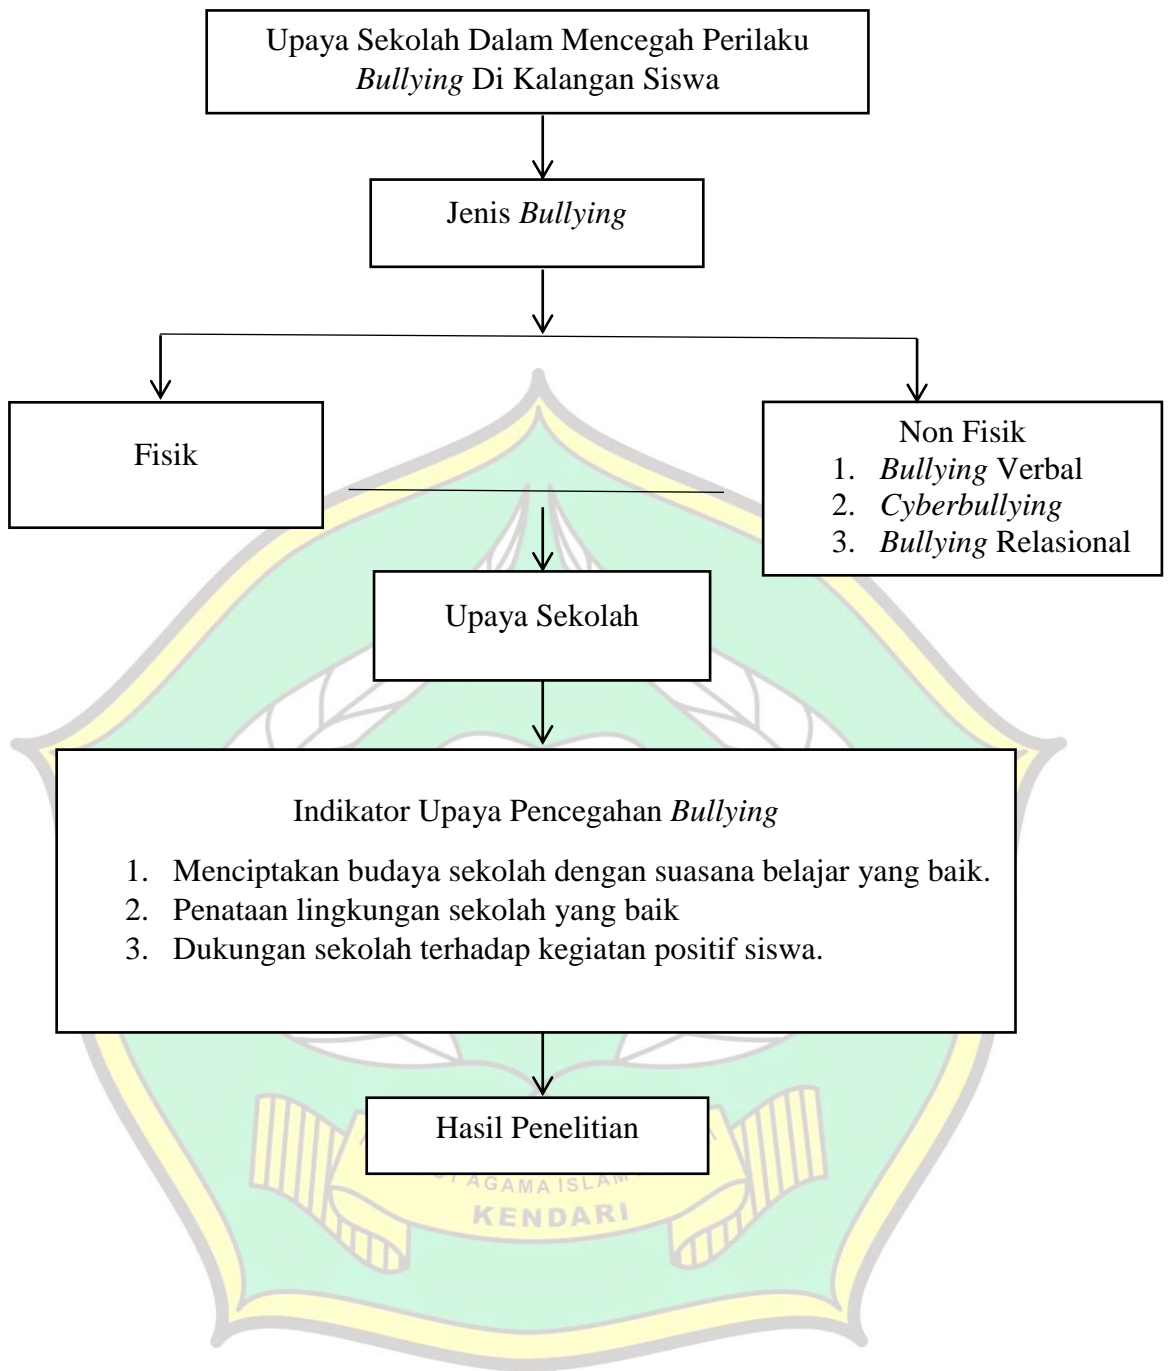 Upaya Sekolah Dalam Mencegah Perilaku
Bullying Di Kalangan Siswa
Jenis Bullying
Fisik
Non Fisik
1. Bullying Verbal
2. Cyberbullying
3. Bullying Relasional
Upaya Sekolah
Indikator Upaya Pencegahan Bullying
1. Menciptakan budaya sekolah dengan suasana belajar yang baik.
2. Penataan lingkungan sekolah yang baik
3. Dukungan sekolah terhadap kegiatan positif siswa.
Hasil Penelitian
AGAMA ISLAM
KENDARI